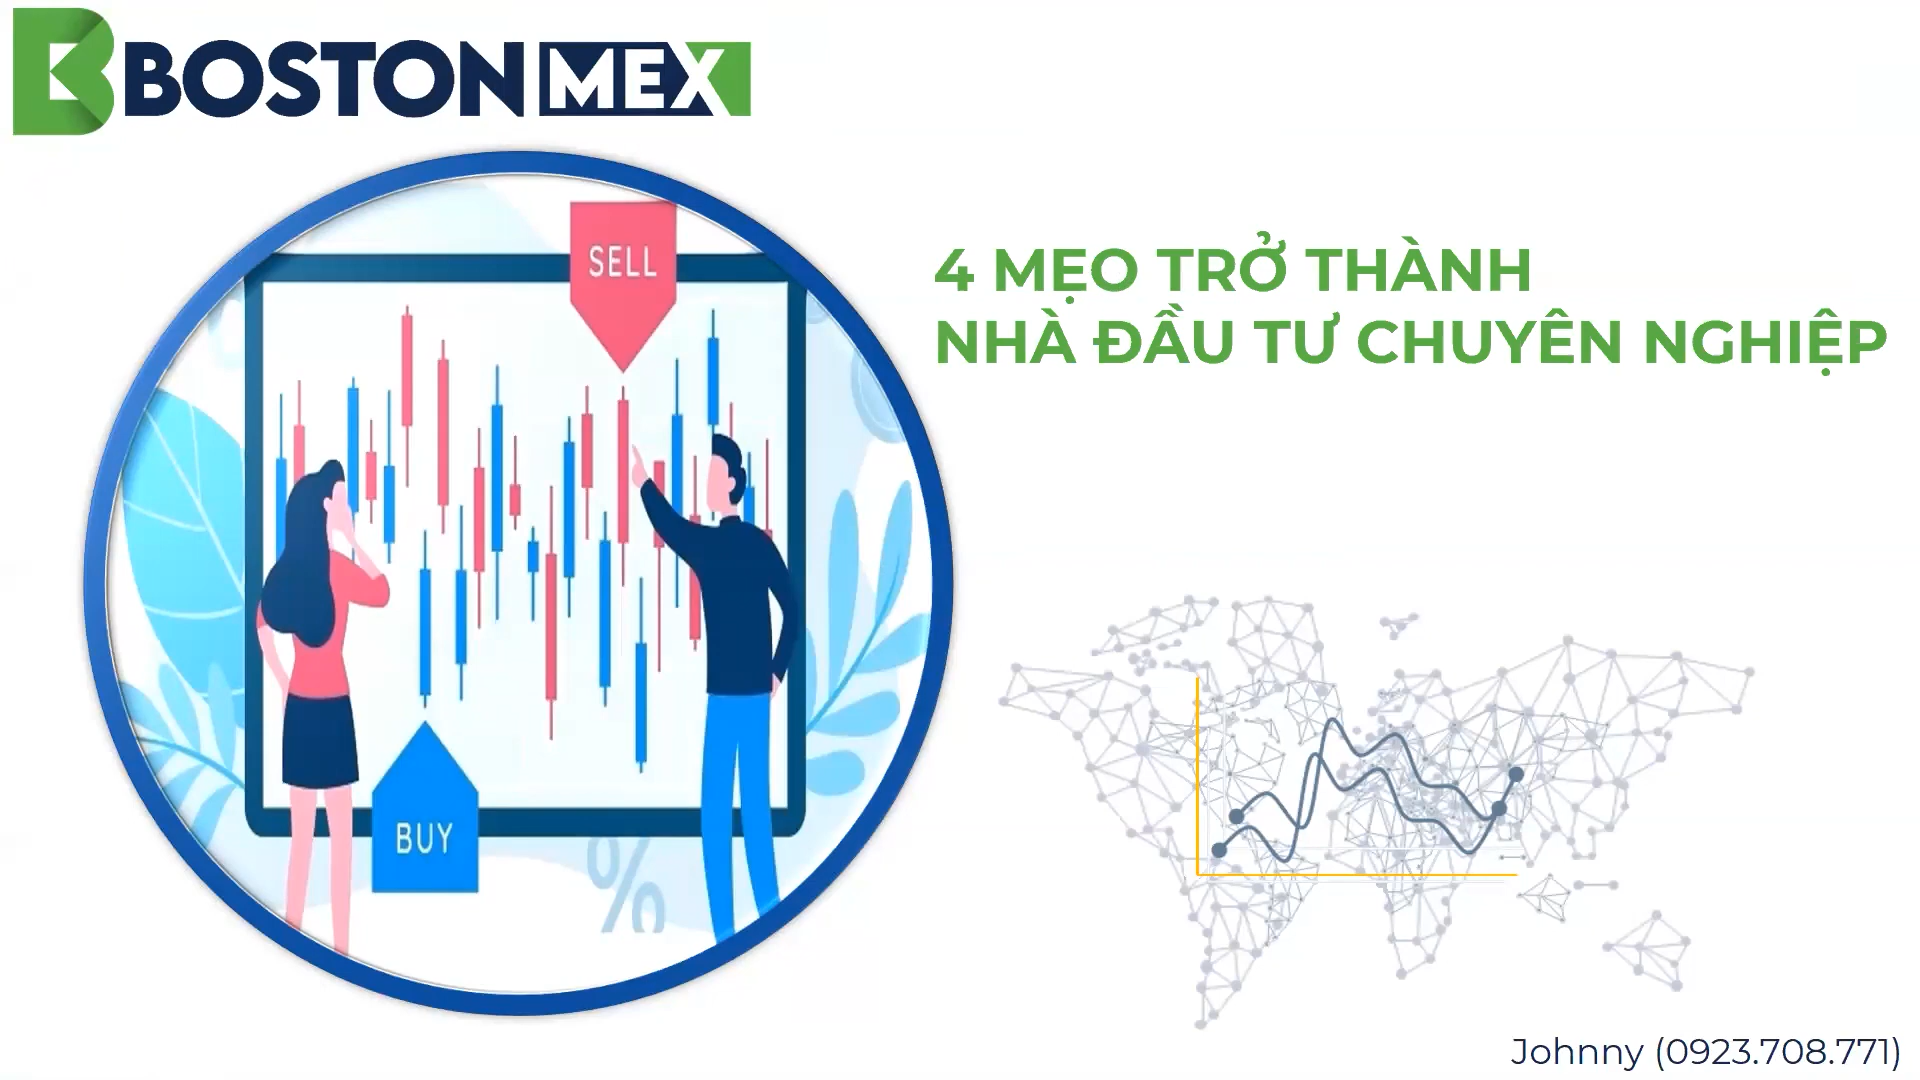 BOSTONMEX
SELL
4 MẸO TRỞ THÀNH
NHÀ ĐẦU TƯ CHUYÊN NGHIỆP
BUY
%
Johnny (0923.708.771)